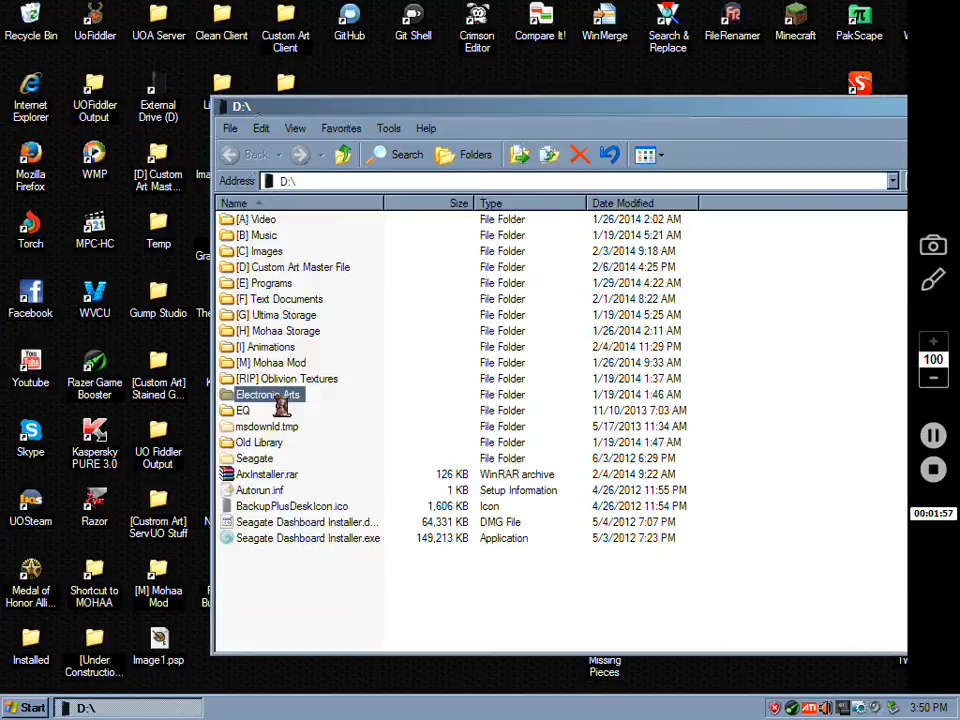 Recycle Bin
UoFiddler
UOA Server
Clean Client
Custom Art
Client
GitHub
Git Shell
Crimson
Editor
Compare It!
WinMerge
Search &
Replace
FileRenamer
Minecraft
PakScape
Internet
Explorer
UOFiddler
Output
External
Drive (D)
Mozilla
Firefox
WMP
[D] Custom
Art Mast...
Torch
MPC-HC
Temp
Facebook
WVCU
Gump Studio
Youtube
Razer Game
Booster
[Custom Art]
Stained G...
Skype
Kaspersky
PURE 3.0
UO Fiddler
Output
UOSteam
Razor
[Custrom Art]
ServUO Stuff
Medal of
Honor Alli...
Shortcut to
MOHAA
[M] Mohaa
Mod
Installed
[Under
Constructio...
Image1.psp
D:\
File Edit View Favorites Tools Help
Back Search Folders
Address D:\
Name Size Type Date Modified
[A] Video File Folder 1/26/2014 2:02 AM
[B] Music File Folder 1/19/2014 5:21 AM
[C] Images File Folder 2/3/2014 9:18 AM
[D] Custom Art Master File File Folder 2/6/2014 4:25 PM
[E] Programs File Folder 1/29/2014 4:22 AM
[F] Text Documents File Folder 2/1/2014 8:22 AM
[G] Ultima Storage File Folder 1/19/2014 5:25 AM
[H] Mohaa Storage File Folder 1/26/2014 2:11 AM
[I] Animations File Folder 2/4/2014 11:29 PM
[M] Mohaa Mod File Folder 1/26/2014 9:33 AM
[RIP] Oblivion Textures File Folder 1/19/2014 1:37 AM
Electronic Arts File Folder 1/19/2014 1:46 AM
EQ File Folder 11/10/2013 7:03 AM
msdownld.tmp File Folder 5/17/2013 11:34 AM
Old Library File Folder 1/19/2014 1:47 AM
Seagate File Folder 6/3/2012 6:29 PM
ArxInstaller.rar 126 KB WinRAR archive 2/4/2014 9:22 AM
Autorun.inf 1 KB Setup Information 4/26/2012 11:55 PM
BackupPlusDeskIcon.ico 1,606 KB Icon 4/26/2012 11:54 PM
Seagate Dashboard Installer.d... 64,331 KB DMG File 5/4/2012 7:07 PM
Seagate Dashboard Installer.exe 149,213 KB Application 5/3/2012 7:23 PM
Missing
Pieces
100
00:01:57
Start D:\ 3:50 PM